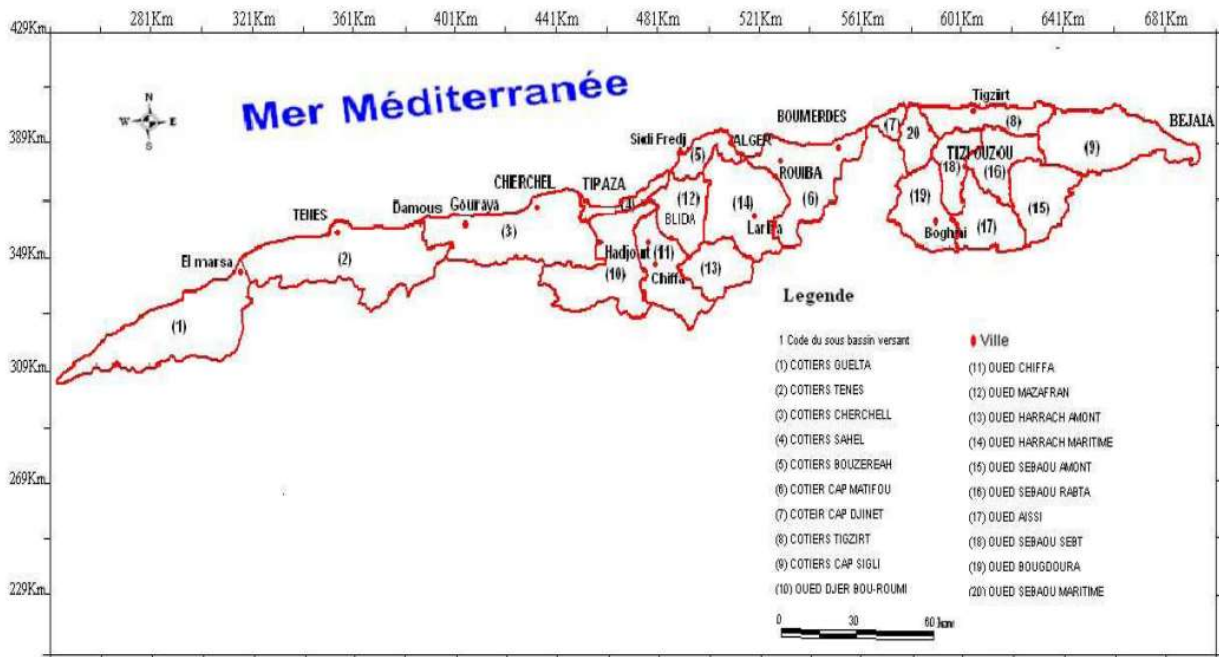 281Km 321Km 361Km 401Km 441Km 481Km 521Km 561Km 601Km 641Km 681Km
429Km
389Km
349Km
309Km
269Km
229Km
N
W E
S
Mer Méditerranée
Tigziirt
BOUMERDES
BEJAIA
(7)
20
(8)
Sidi Fredj
ALGER
(9)
(5)
TIZI OUZOU
ROUIBA
(18)
(16)
CHERCHEL
TIPAZA
(12)
(19)
(6)
(4)
(14)
(15)
Damous
Gouraya
BLIDA
TENES
(3)
Boghni
(17)
Hadjout
(11)
El marsa
(2)
(10)
Chiffa
(13)
(1)
Legende
1 Code du sous bassin versant
Ville
(1) COTIERS GUELTA
(11) OUED CHIFFA
(2) COTIERS TENES
(12) OUED MAZAFRAN
(3) COTIERS CHERCHELL
(13) OUED HARRACH AMONT
(4) COTIERS SAHEL
(14) OUED HARRACH MARITIME
(5) COTIERS BOUZEREAH
(15) OUED SEBAOU AMONT
(6) COTIER CAP MATIFOU
(16) OUED SEBAOU RABTA
(7) COTEIR CAP DJINET
(17) OUED AISSI
(8) COTIERS TIGZIRT
(18) OUED SEBAOU SEBT
(9) COTIERS CAP SIGLI
(19) OUED BOUGDOURA
(10) OUED DJER BOU-ROUMI
(20) OUED SEBAOU MARITIME
0 30 60